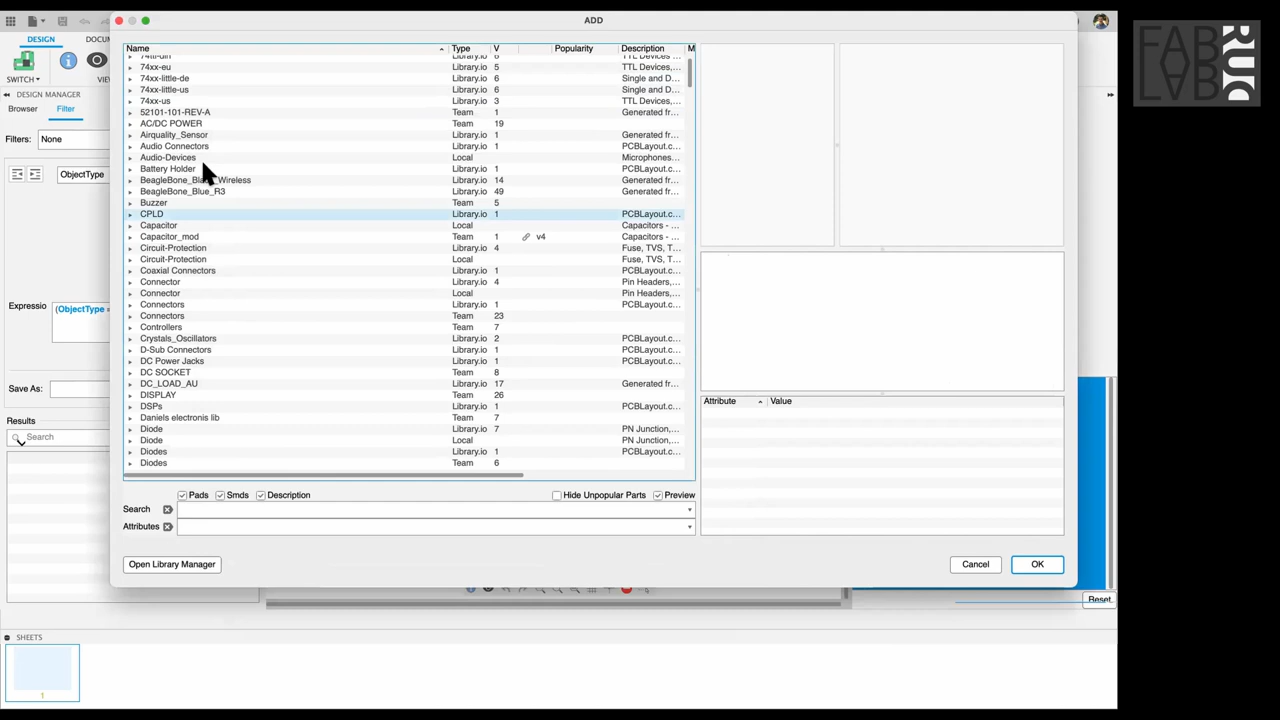 ADD
FAB
LAB
RUC
DESIGN
DOCU
SWITCH
VIE
DESIGN MANAGER
Browser
Filter
Filters:
None
ObjectType
Expressio
(ObjectType =
Save As:
Results
Search
SHEETS
1
Name Type V Popularity Description M
74xx-eu Library.io 5 TTL Devices,...
74xx-little-de Library.io 6 Single and D...
74xx-little-us Library.io 6 Single and D...
74xx-us Library.io 3 TTL Devices,...
52101-101-REV-A Team 1 Generated fr...
AC/DC POWER Team 19
Airquality_Sensor Library.io 1 Generated fr...
Audio Connectors Library.io 1 PCBLayout.c...
Audio-Devices Local Microphones...
Battery Holder Library.io 1 PCBLayout.c...
Wireless Library.io 14 Generated fr...
BeagleBone_Blue_R3 Library.io 49 Generated fr...
Buzzer Team 5
CPLD Library.io 1 PCBLayout.c...
Capacitor Local Capacitors - ...
Capacitor_mod Team 1 v4 Capacitors - ...
Circuit-Protection Library.io 4 Fuse, TVS, T...
Circuit-Protection Local Fuse, TVS, T...
Coaxial Connectors Library.io 1 PCBLayout.c...
Connector Library.io 4 Pin Headers,...
Connector Local Pin Headers,...
Connectors Library.io 1 PCBLayout.c...
Connectors Team 23
Controllers Team 7
Crystals_Oscillators Library.io 2 PCBLayout.c...
D-Sub Connectors Library.io 1 PCBLayout.c...
DC Power Jacks Library.io 1 PCBLayout.c...
DC SOCKET Team 8
DC_LOAD_AU Library.io 17 Generated fr...
DISPLAY Team 26
DSPs Library.io 1 PCBLayout.c...
Daniels electronis lib Team 7
Diode Library.io 7 PN Junction,...
Diode Local PN Junction,...
Diodes Library.io 1 PCBLayout.c...
Diodes Team 6
Pads Smds Description Hide Unpopular Parts Preview
Search
Attributes
Attribute Value
Open Library Manager
Cancel
OK
Reset